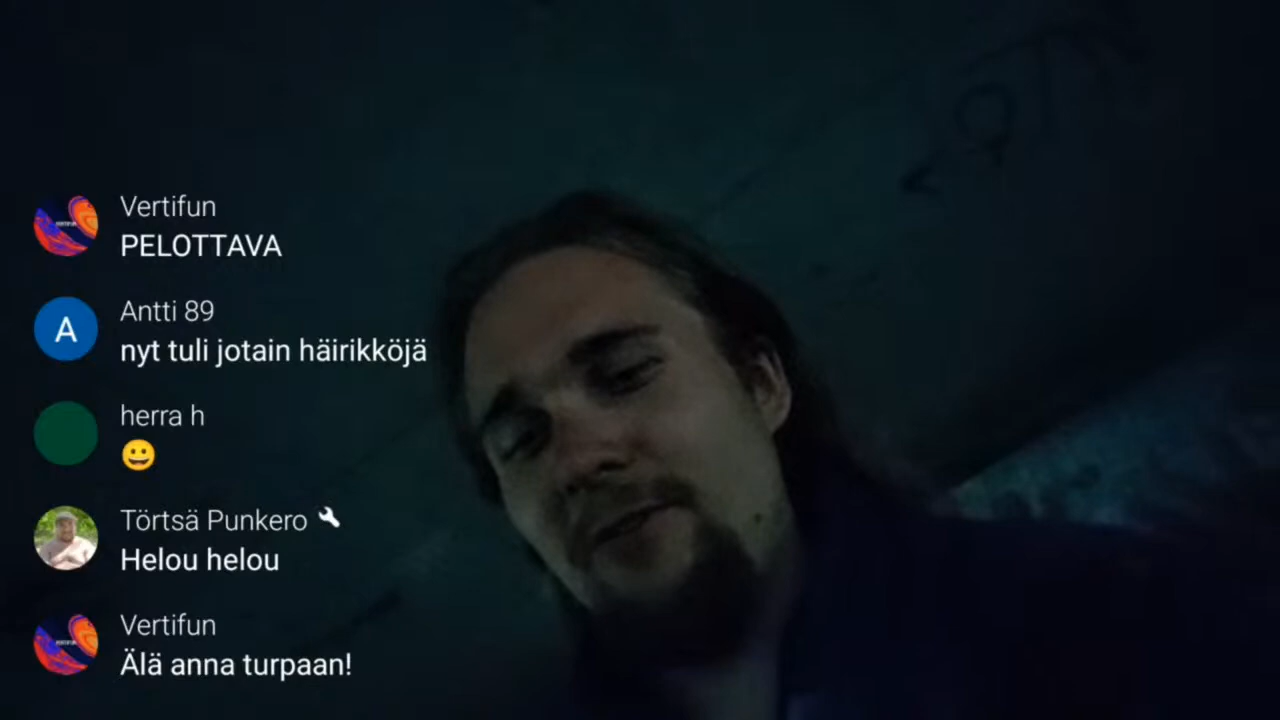 Vertifun
PELOTTAVA
A
Antti 89
nyt tuli jotain häirikköjä
herra h
😀
Törtsä Punkero
Helou helou
Vertifun
Älä anna turpaan!